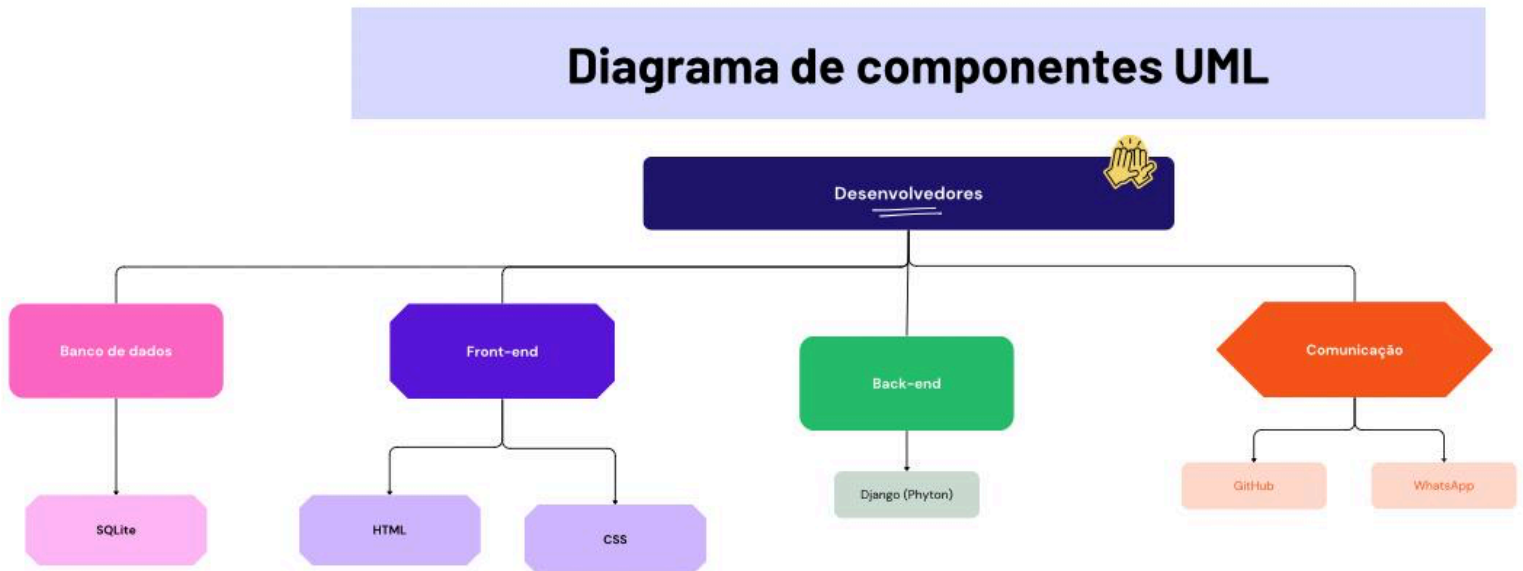 Diagrama de componentes UML
Desenvolvedores
Banco de dados
Front-end
Back-end
Comunicação
SQLite
HTML
CSS
Django (Phyton)
GitHub
WhatsApp